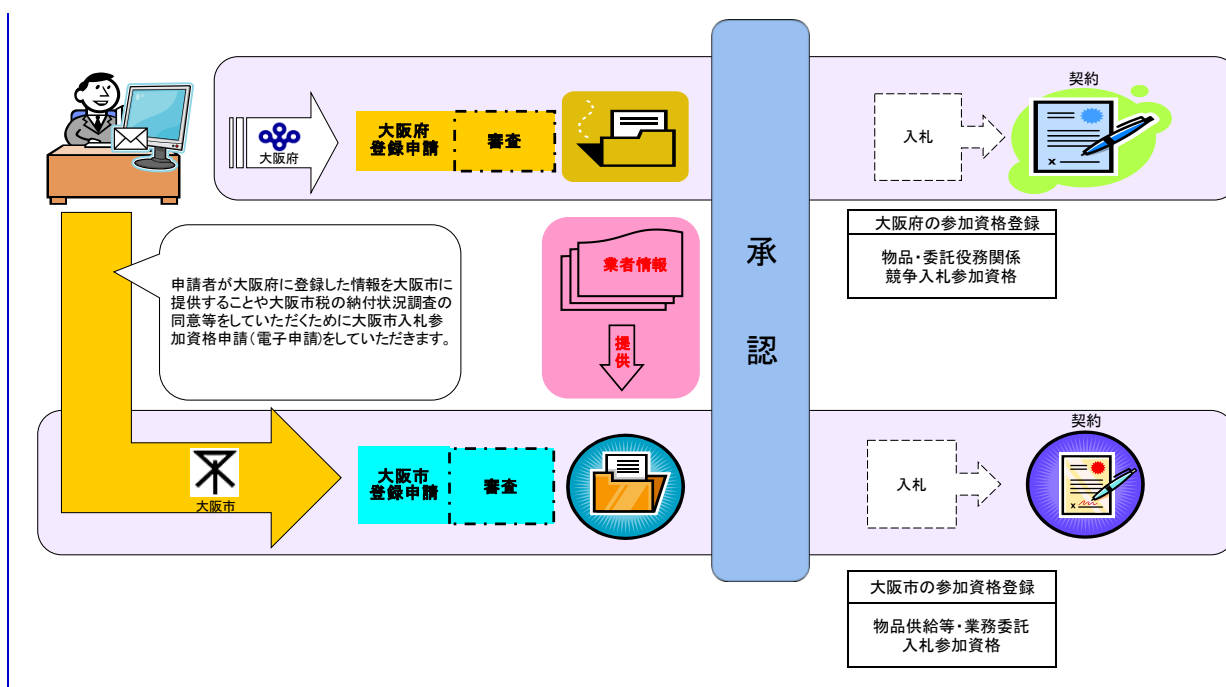 契約
大阪府
大阪府
登録申請
審査
入札
大阪府の参加資格登録
物品・委託役務関係
競争入札参加資格
承
認
業者情報
提
供
申請者が大阪府に登録した情報を大阪市に
提供することや大阪市税の納付状況調査の
同意等をしていただくために大阪市入札参
加資格申請（電子申請）をしていただきます。
契約
大阪市
大阪市
登録申請
審査
入札
大阪市の参加資格登録
物品供給等・業務委託
入札参加資格